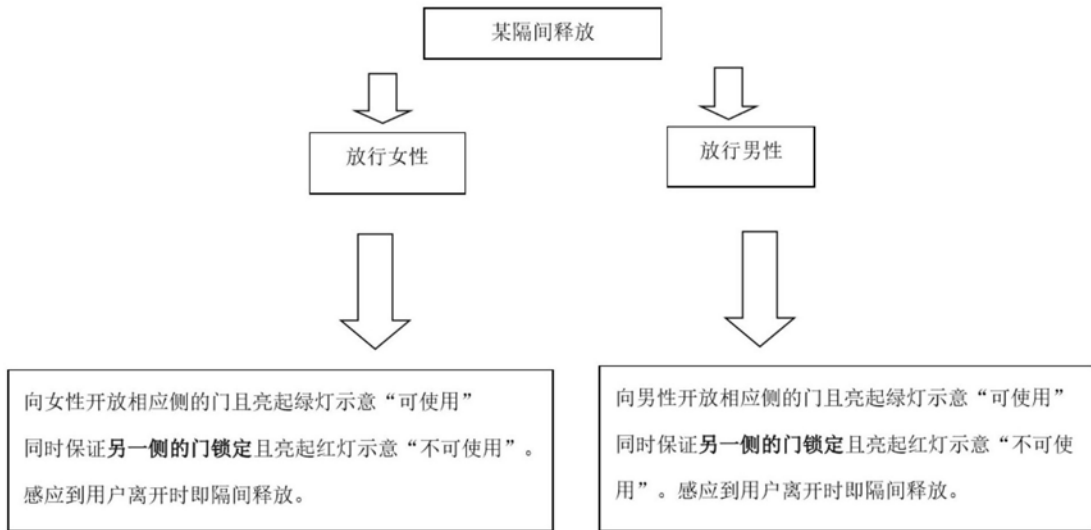 某隔间释放
放行女性
放行男性
向女性开放相应侧的门且亮起绿灯示意“可使用”
同时保证另一侧的门锁定且亮起红灯示意“不可使用”。
感应到用户离开时即隔间释放。
向男性开放相应侧的门且亮起绿灯示意“可使用”
同时保证另一侧的门锁定且亮起红灯示意“不可使
用”。感应到用户离开时即隔间释放。